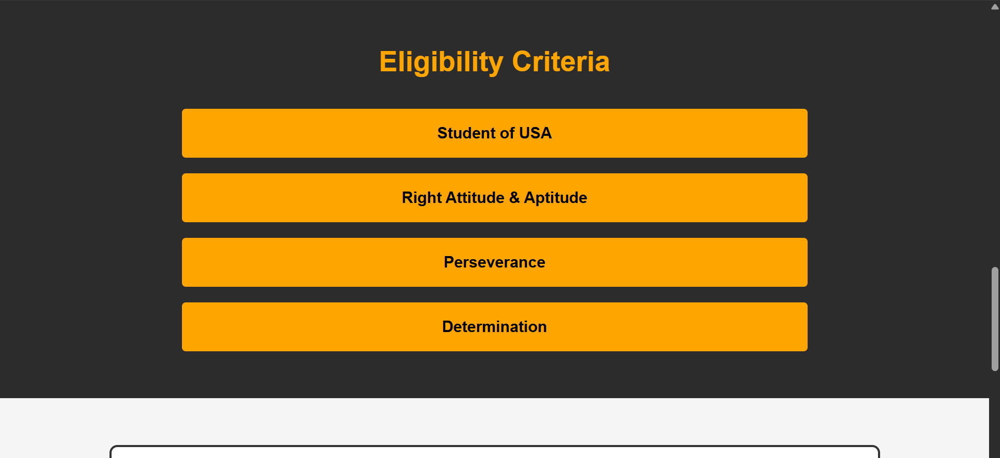 Eligibility Criteria
Student of USA
Right Attitude & Aptitude
Perseverance
Determination